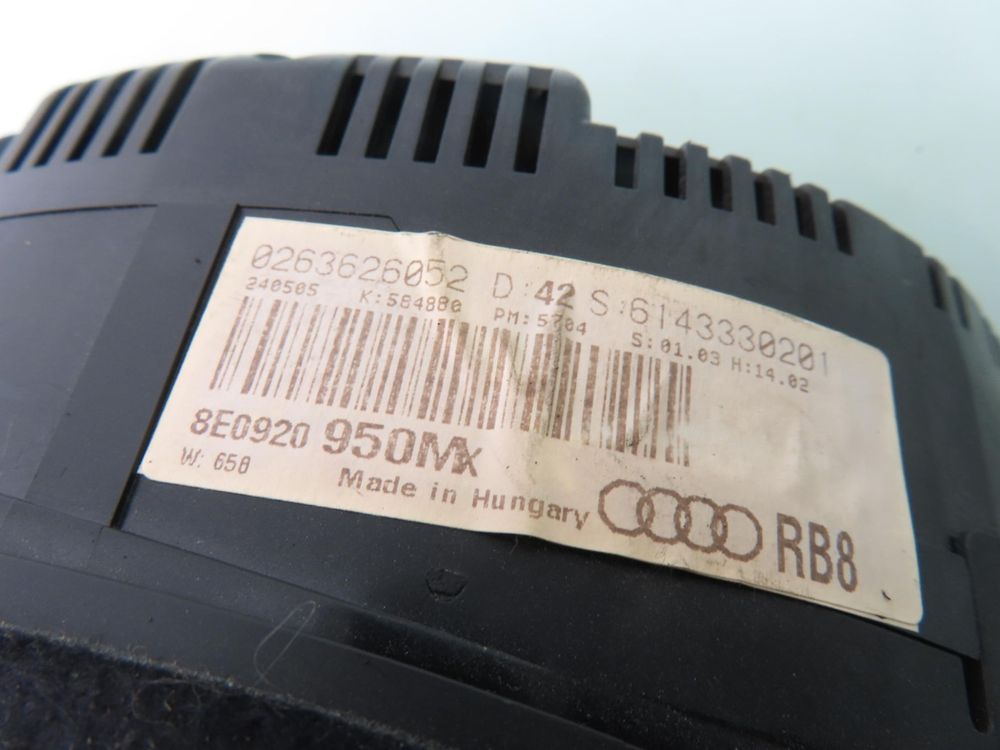 0263626052 D:42 S:6143330201
240505 K:584880 PM:5704 S:01.03 H:14.02
8E0920 950MX
W: 658
Made in Hungary RB8